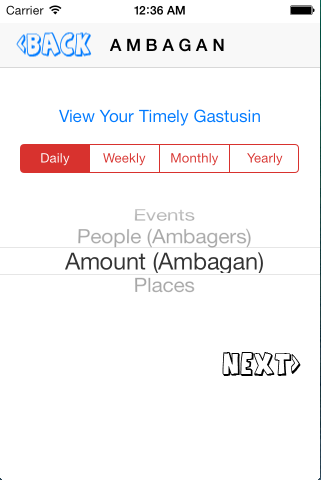 Carrier 12:36 AM
<BACK AMBAGAN
View Your Timely Gastusin
Daily Weekly Monthly Yearly
Events
People (Ambagers)
Amount (Ambagan)
Places
NEXT>